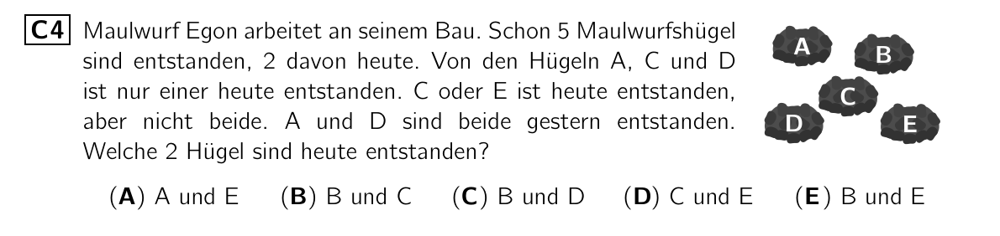 C4 Maulwurf Egon arbeitet an seinem Bau. Schon 5 Maulwurfshügel
sind entstanden, 2 davon heute. Von den Hügeln A, C und D
ist nur einer heute entstanden. C oder E ist heute entstanden,
aber nicht beide. A und D sind beide gestern entstanden.
Welche 2 Hügel sind heute entstanden?
A
B
C
D
E
(A) A und E (B) B und C (C) B und D (D) C und E (E) B und E